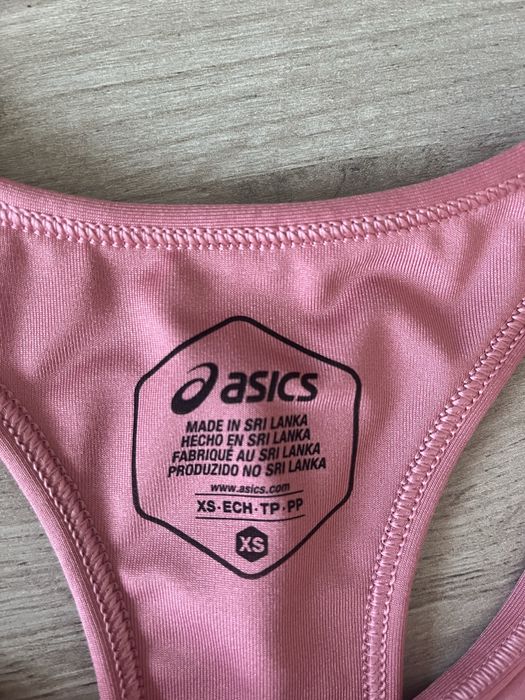 asics
MADE IN SRI LANKA
HECHO EN SRI LANKA
FABRIQUÉ AU SRI LANKA
PRODUZIDO NO SRI LANKA
www.asics.com
XS·ECH·TP·PP
XS